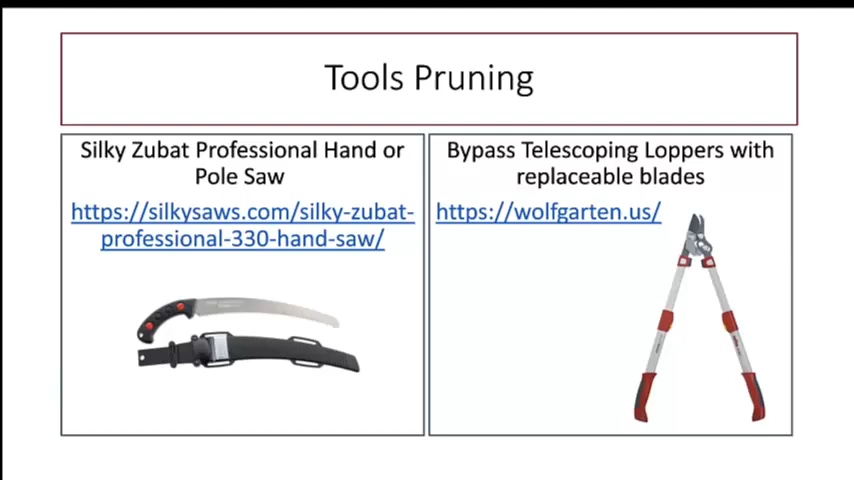 Tools Pruning
Silky Zubat Professional Hand or
Pole Saw
https://silkysaws.com/silky-zubat-
professional-330-hand-saw/
Bypass Telescoping Loppers with
replaceable blades
https://wolfgarten.us/